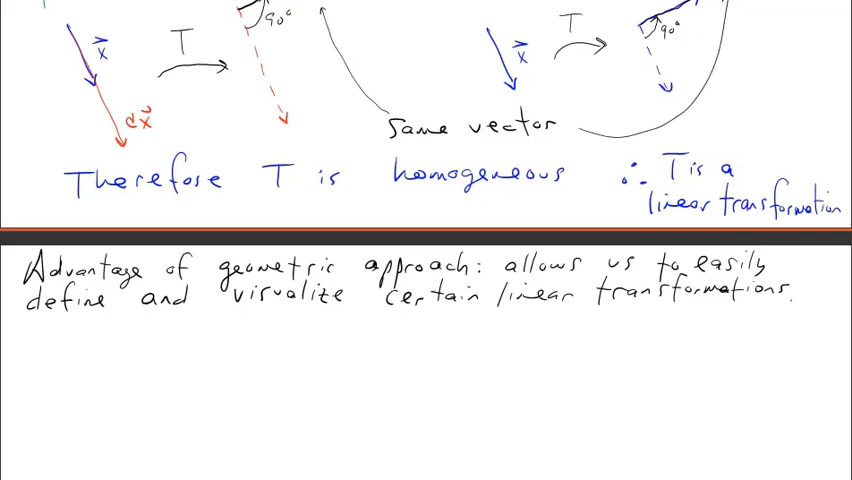 90°
T
x⃗
cx⃗
T
90°
x⃗
Same vector
Therefore T is homogeneous
∴ T is a
linear transformation
Advantage of geometric approach: allows us to easily
define and visualize certain linear transformations.